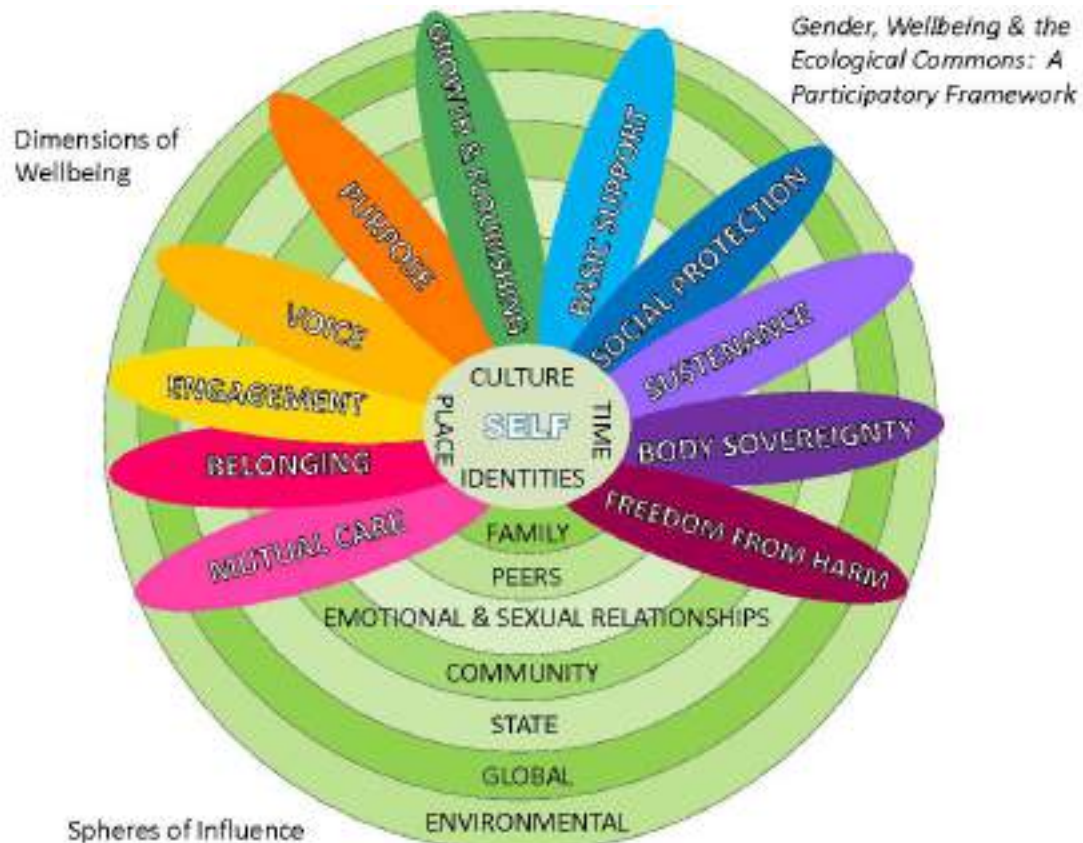 Gender, Wellbeing & the
Ecological Commons: A
Participatory Framework
Dimensions of
Wellbeing
MUTUAL CARE
BELONGING
ENGAGEMENT
VOICE
PURPOSE
GROWTH & FLOURISHING
BASIC SUPPORT
SOCIAL PROTECTION
SUSTENANCE
BODY SOVEREIGNTY
FREEDOM FROM HARM
CULTURE
PLACE
SELF
TIME
IDENTITIES
FAMILY
PEERS
EMOTIONAL & SEXUAL RELATIONSHIPS
COMMUNITY
STATE
GLOBAL
ENVIRONMENTAL
Spheres of Influence